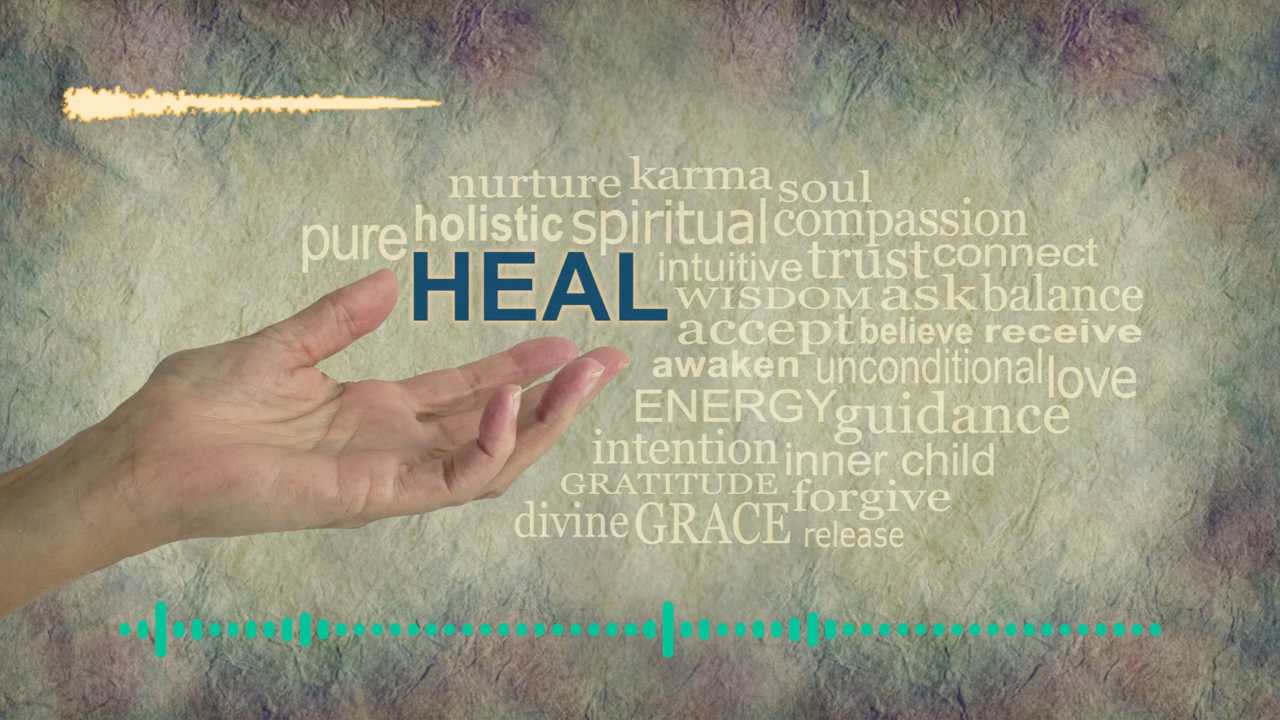 nurture karma soul
pure holistic spiritual compassion
HEAL intuitive trust connect
WISDOM ask balance
accept believe receive
awaken unconditional love
ENERGY guidance
intention inner child
GRATITUDE forgive
divine GRACE release